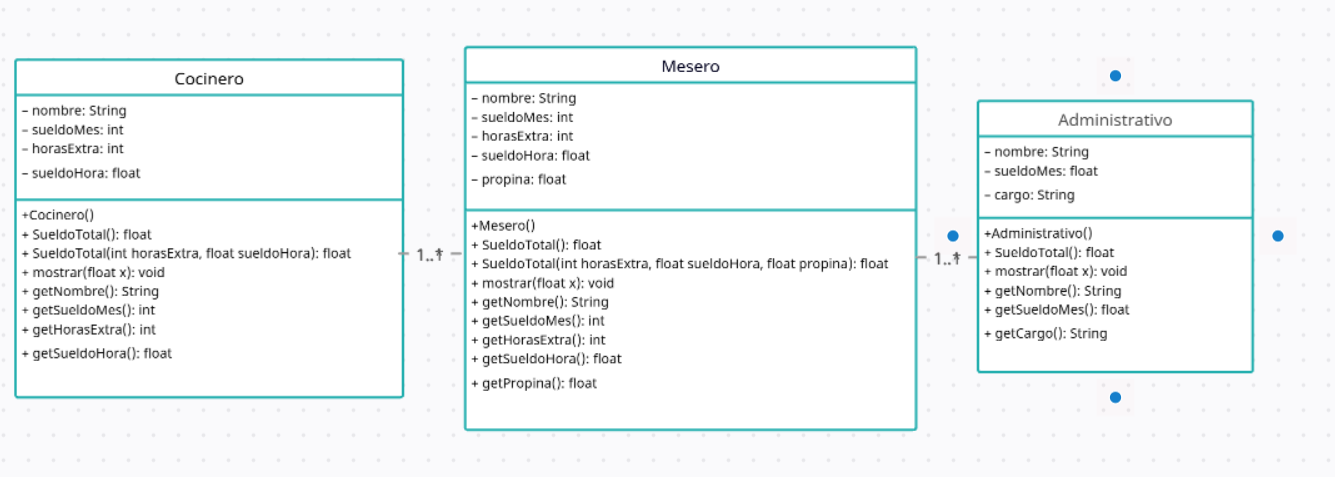 Cocinero
– nombre: String
– sueldoMes: int
– horasExtra: int
– sueldoHora: float
+Cocinero()
+ SueldoTotal(): float
+ SueldoTotal(int horasExtra, float sueldoHora): float
+ mostrar(float x): void
+ getNombre(): String
+ getSueldoMes(): int
+ getHorasExtra(): int
+ getSueldoHora(): float
1..*
Mesero
– nombre: String
– sueldoMes: int
– horasExtra: int
– sueldoHora: float
– propina: float
+Mesero()
+ SueldoTotal(): float
+ SueldoTotal(int horasExtra, float sueldoHora, float propina): float
+ mostrar(float x): void
+ getNombre(): String
+ getSueldoMes(): int
+ getHorasExtra(): int
+ getSueldoHora(): float
+ getPropina(): float
1..*
Administrativo
– nombre: String
– sueldoMes: float
– cargo: String
+Administrativo()
+ SueldoTotal(): float
+ mostrar(float x): void
+ getNombre(): String
+ getSueldoMes(): float
+ getCargo(): String